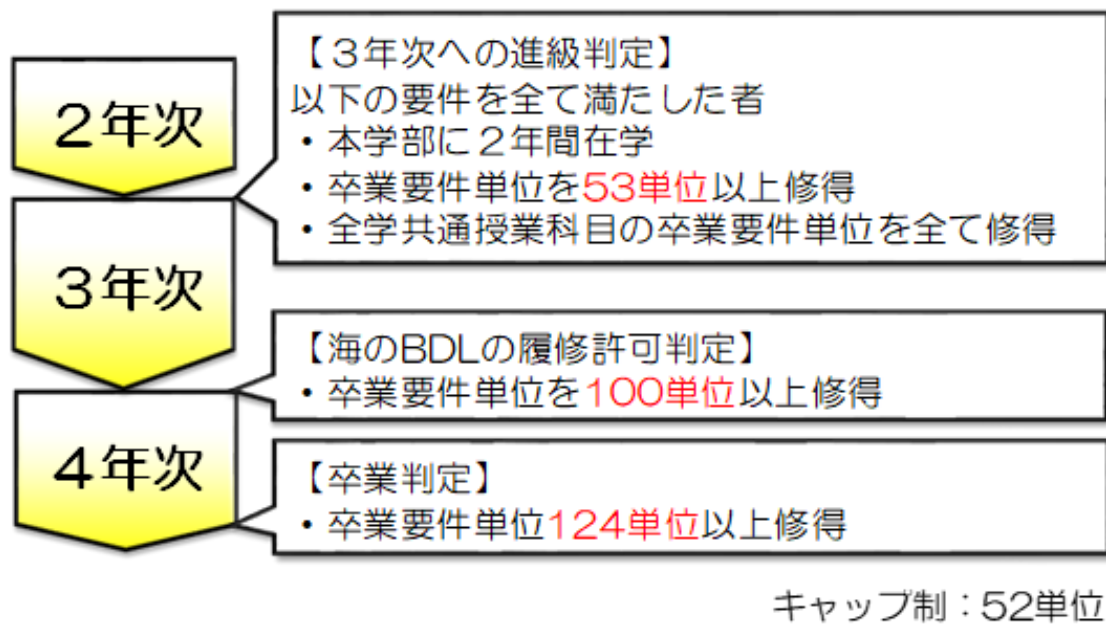 ２年次
【３年次への進級判定】
以下の要件を全て満たした者
・本学部に２年間在学
・卒業要件単位を53単位以上修得
・全学共通授業科目の卒業要件単位を全て修得
３年次
【海のBDLの履修許可判定】
・卒業要件単位を100単位以上修得
４年次
【卒業判定】
・卒業要件単位124単位以上修得
キャップ制：52単位